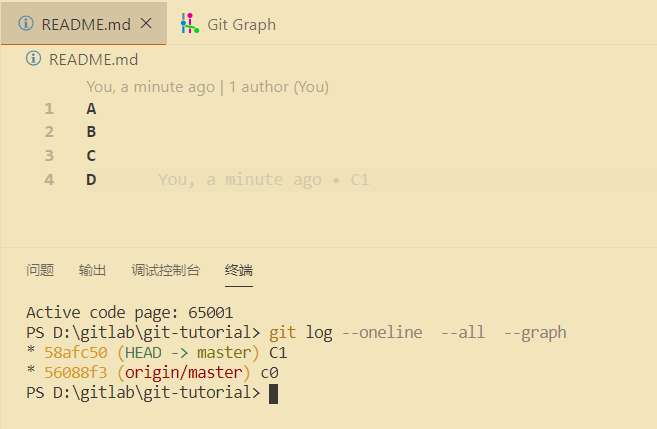 README.md Git Graph
README.md
You, a minute ago | 1 author (You)
1 A
2 B
3 C
4 D You, a minute ago • C1
问题 输出 调试控制台 终端
Active code page: 65001
PS D:\gitlab\git-tutorial> git log --oneline --all --graph
* 58afc50 (HEAD -> master) C1
* 56088f3 (origin/master) c0
PS D:\gitlab\git-tutorial>